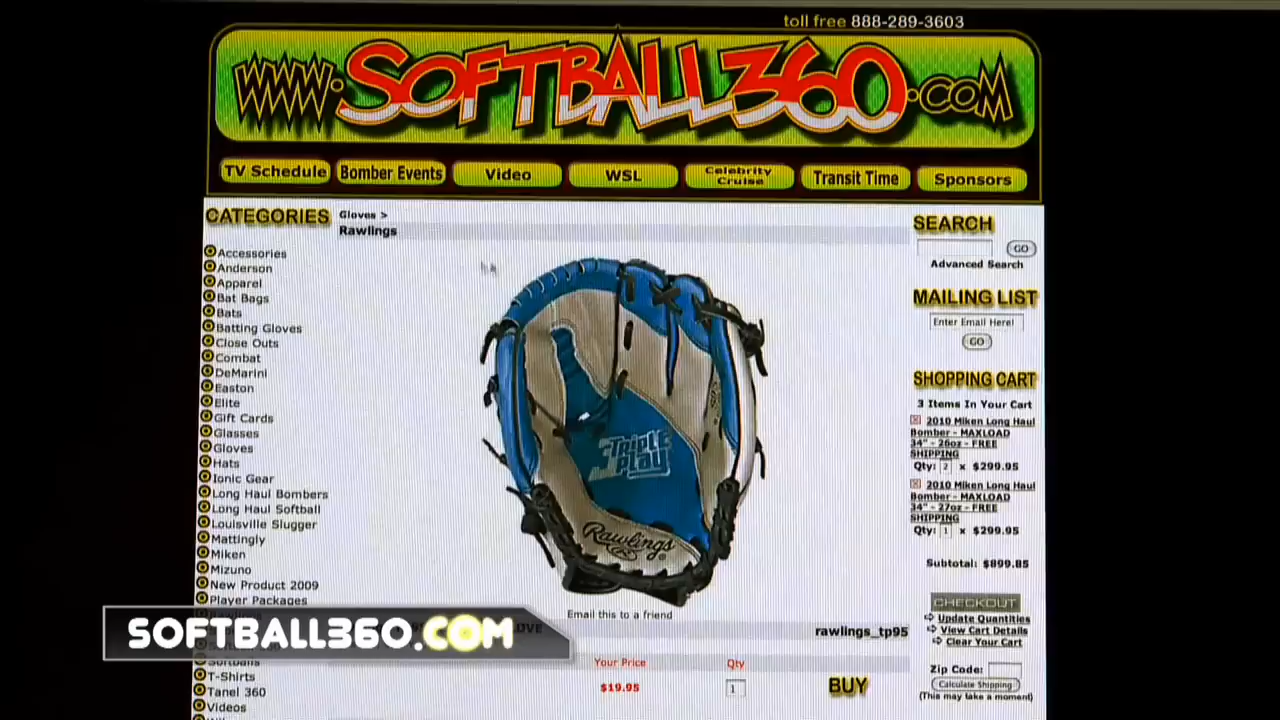 toll free 888-289-3603
WWW.SOFTBALL360.COM
TV Schedule
Bomber Events
Video
WSL
Celebrity
Cruise
Transit Time
Sponsors
CATEGORIES
Accessories
Anderson
Apparel
Bat Bags
Bats
Batting Gloves
Close Outs
Combat
DeMarini
Easton
Elite
Gift Cards
Glasses
Gloves
Hats
Ionic Gear
Long Haul Bombers
Long Haul Softball
Louisville Slugger
Mattingly
Miken
Mizuno
New Product 2009
Player Packages
Softballs
T-Shirts
Tanel 360
Videos
Gloves >
Rawlings
TRIPLE
PLAY
Rawlings
Email this to a friend
rawlings_tp95
Your Price
Qty
$19.95
1
BUY
SEARCH
GO
Advanced Search
MAILING LIST
Enter Email Here!
GO
SHOPPING CART
3 Items In Your Cart
2010 Miken Long Haul
Bomber - MAXLOAD
34" - 26oz - FREE
SHIPPING
Qty: 2 x $299.95
2010 Miken Long Haul
Bomber - MAXLOAD
34" - 27oz - FREE
SHIPPING
Qty: 1 x $299.95
Subtotal: $899.85
CHECKOUT
Update Quantities
View Cart Details
Clear Your Cart
Zip Code:
Calculate Shipping
(This may take a moment)
SOFTBALL360.COM